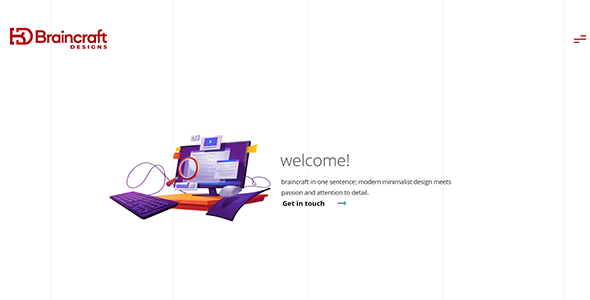 Braincraft
DESIGNS
welcome!
braincraft in one sentence; modern minimalist design meets
passion and attention to detail.
Get in touch